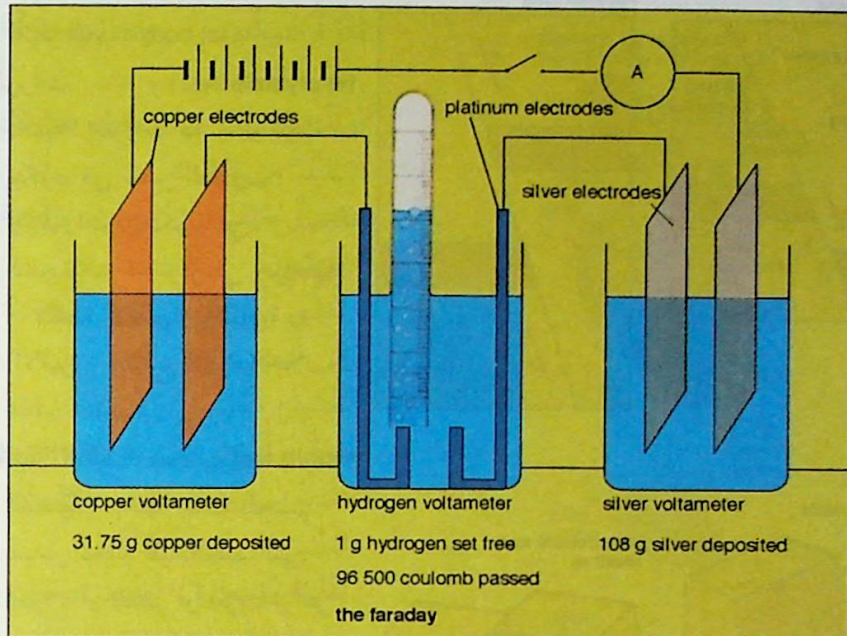 A
copper electrodes
platinum electrodes
silver electrodes
copper voltameter
31.75 g copper deposited
hydrogen voltameter
1 g hydrogen set free
96 500 coulomb passed
the faraday
silver voltameter
108 g silver deposited